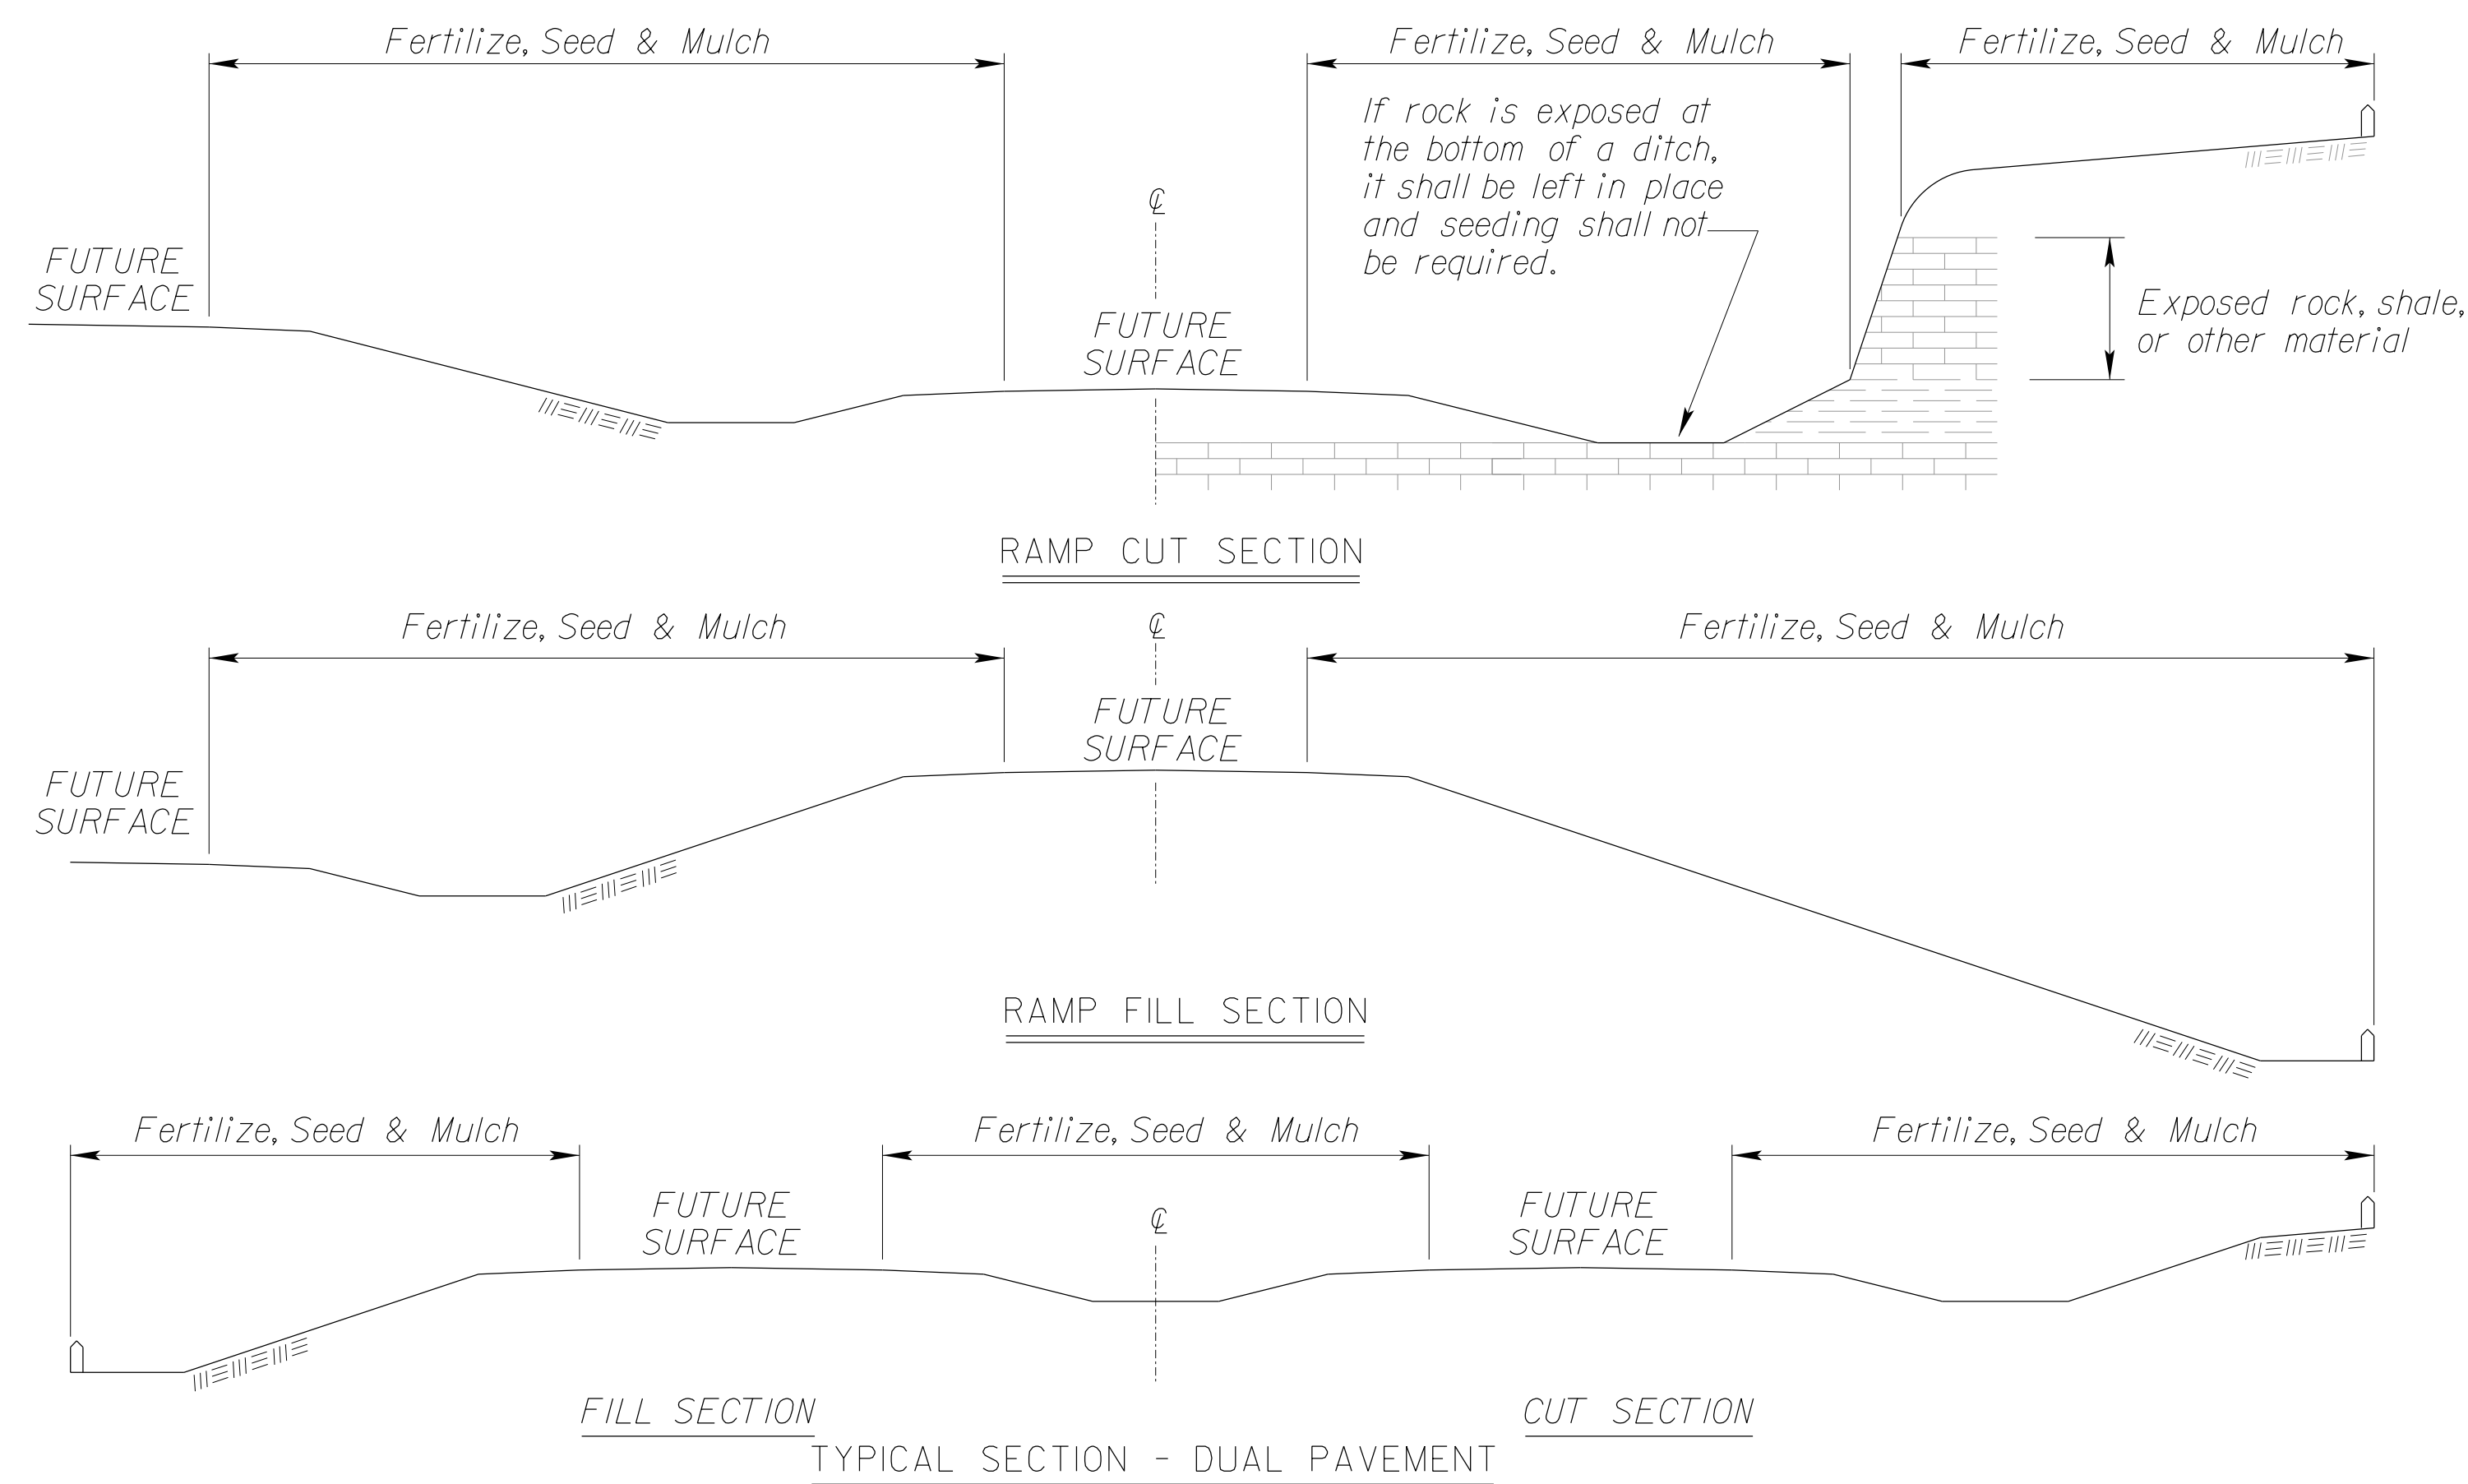 Fertilize, Seed & Mulch
Fertilize, Seed & Mulch
Fertilize, Seed & Mulch
If rock is exposed at
the bottom of a ditch,
it shall be left in place
and seeding shall not
be required.
℄
FUTURE
SURFACE
FUTURE
SURFACE
Exposed rock, shale,
or other material
RAMP CUT SECTION
Fertilize, Seed & Mulch
℄
Fertilize, Seed & Mulch
FUTURE
SURFACE
FUTURE
SURFACE
RAMP FILL SECTION
Fertilize, Seed & Mulch
Fertilize, Seed & Mulch
Fertilize, Seed & Mulch
FUTURE
SURFACE
℄
FUTURE
SURFACE
FILL SECTION
CUT SECTION
TYPICAL SECTION - DUAL PAVEMENT